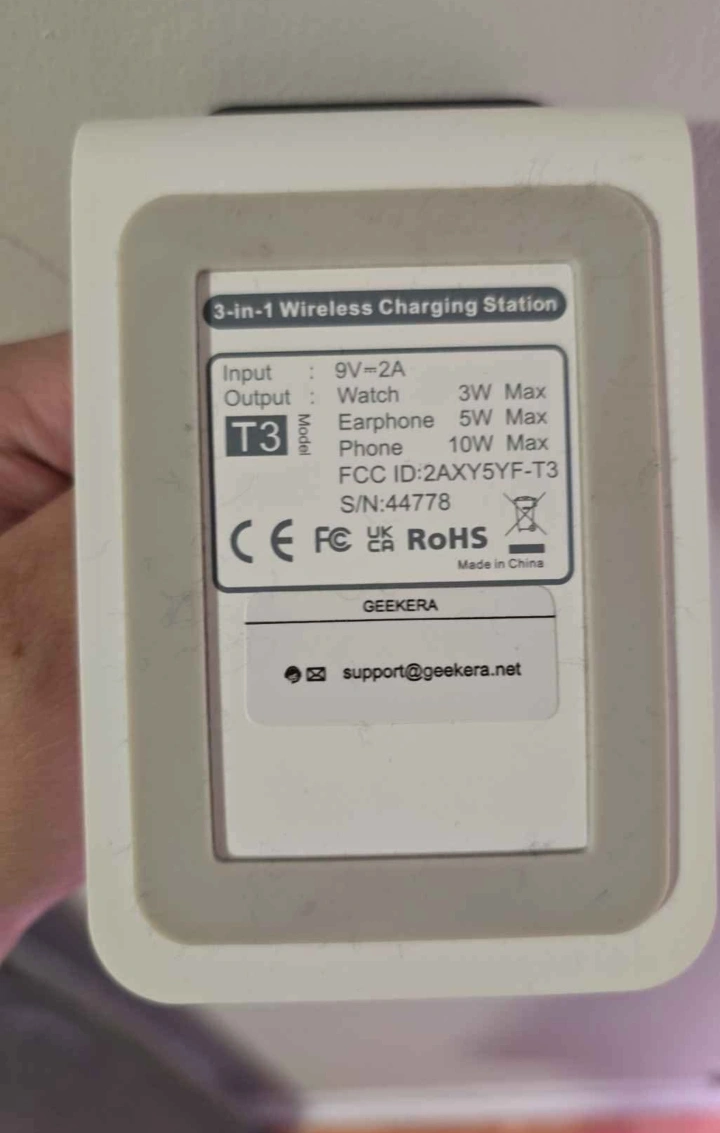 3-in-1 Wireless Charging Station
Input : 9V=2A
Output : Watch 3W Max
Earphone 5W Max
Phone 10W Max
T3 Model
FCC ID:2AXY5YF-T3
S/N:44778
CE FC UK CA RoHS
Made in China
GEEKERA
support@geekera.net